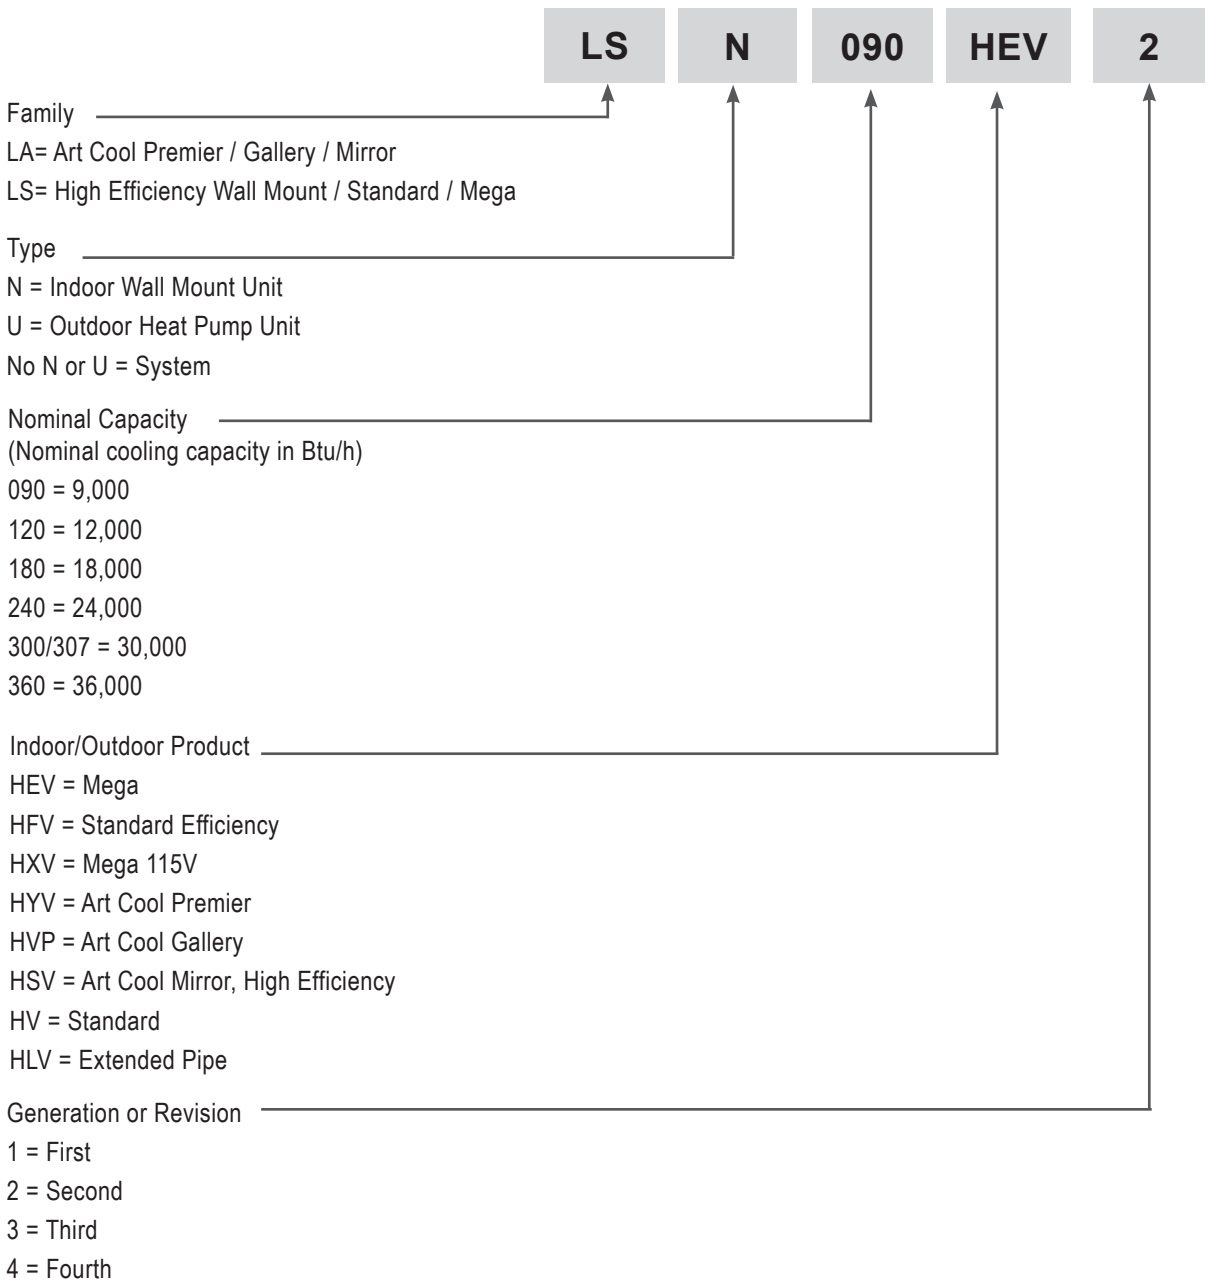 LS N 090 HEV 2
Family
LA= Art Cool Premier / Gallery / Mirror
LS= High Efficiency Wall Mount / Standard / Mega
Type
N = Indoor Wall Mount Unit
U = Outdoor Heat Pump Unit
No N or U = System
Nominal Capacity
(Nominal cooling capacity in Btu/h)
090 = 9,000
120 = 12,000
180 = 18,000
240 = 24,000
300/307 = 30,000
360 = 36,000
Indoor/Outdoor Product
HEV = Mega
HFV = Standard Efficiency
HXV = Mega 115V
HYV = Art Cool Premier
HVP = Art Cool Gallery
HSV = Art Cool Mirror, High Efficiency
HV = Standard
HLV = Extended Pipe
Generation or Revision
1 = First
2 = Second
3 = Third
4 = Fourth